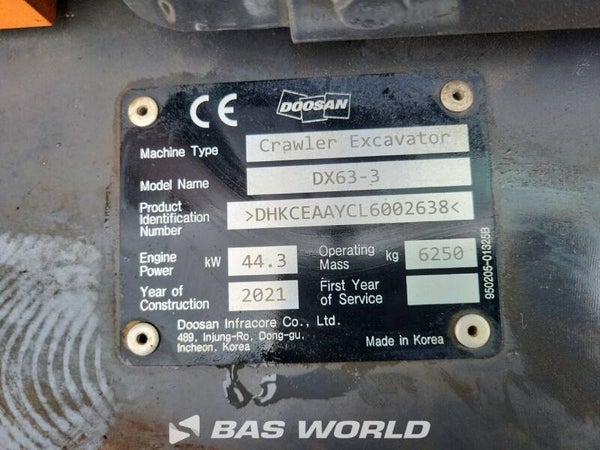 CE DOOSAN
Machine Type Crawler Excavator
Model Name DX63-3
Product
Identification >DHKCEAAYCL6002638<
Number
Engine
Power kW 44.3
Operating
Mass kg 6250
Year of
Construction 2021
First Year
of Service
Doosan Infracore Co., Ltd.
489, Injung-Ro, Dong-gu,
Incheon, Korea
Made in Korea
950205-01325B
BAS WORLD